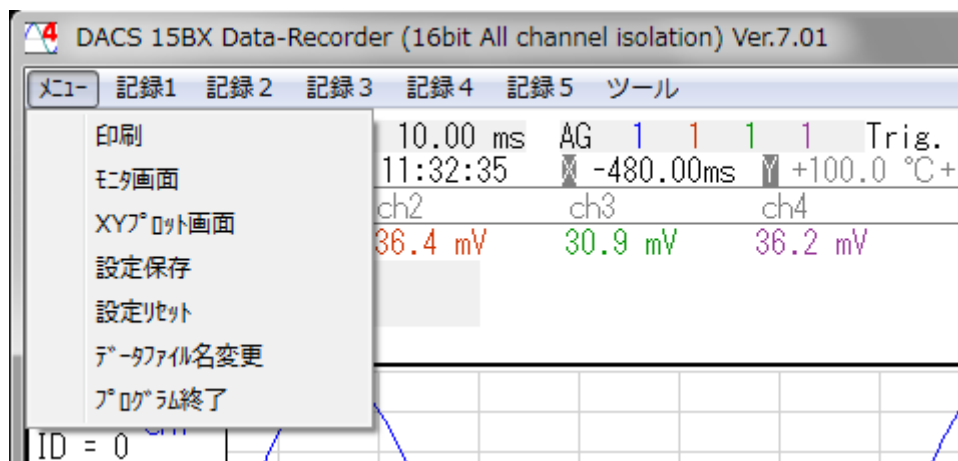 DACS 15BX Data-Recorder (16bit All channel isolation) Ver.7.01
ﾒﾆｭｰ 記録1 記録2 記録3 記録4 記録5 ツール
印刷
ﾓﾆﾀ画面
XYﾌﾟﾛｯﾄ画面
設定保存
設定ﾘｾｯﾄ
ﾃﾞｰﾀﾌｧｲﾙ名変更
ﾌﾟﾛｸﾞﾗﾑ終了
10.00 ms AG 1 1 1 1 Trig.
11:32:35 X -480.00ms Y +100.0 ℃+
ch2 ch3 ch4
36.4 mV 30.9 mV 36.2 mV
ID = 0